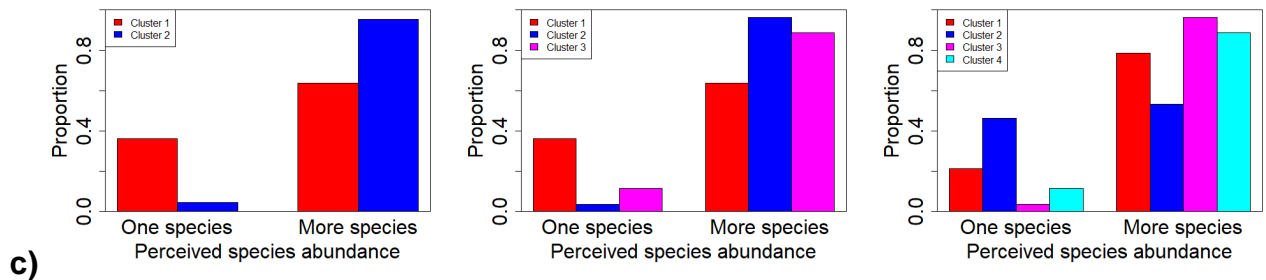 Cluster 1
Cluster 2
Proportion
0.0 0.4 0.8
One species More species
Perceived species abundance
Cluster 1
Cluster 2
Cluster 3
Proportion
0.0 0.4 0.8
One species More species
Perceived species abundance
Cluster 1
Cluster 2
Cluster 3
Cluster 4
Proportion
0.0 0.4 0.8
One species More species
Perceived species abundance
c)